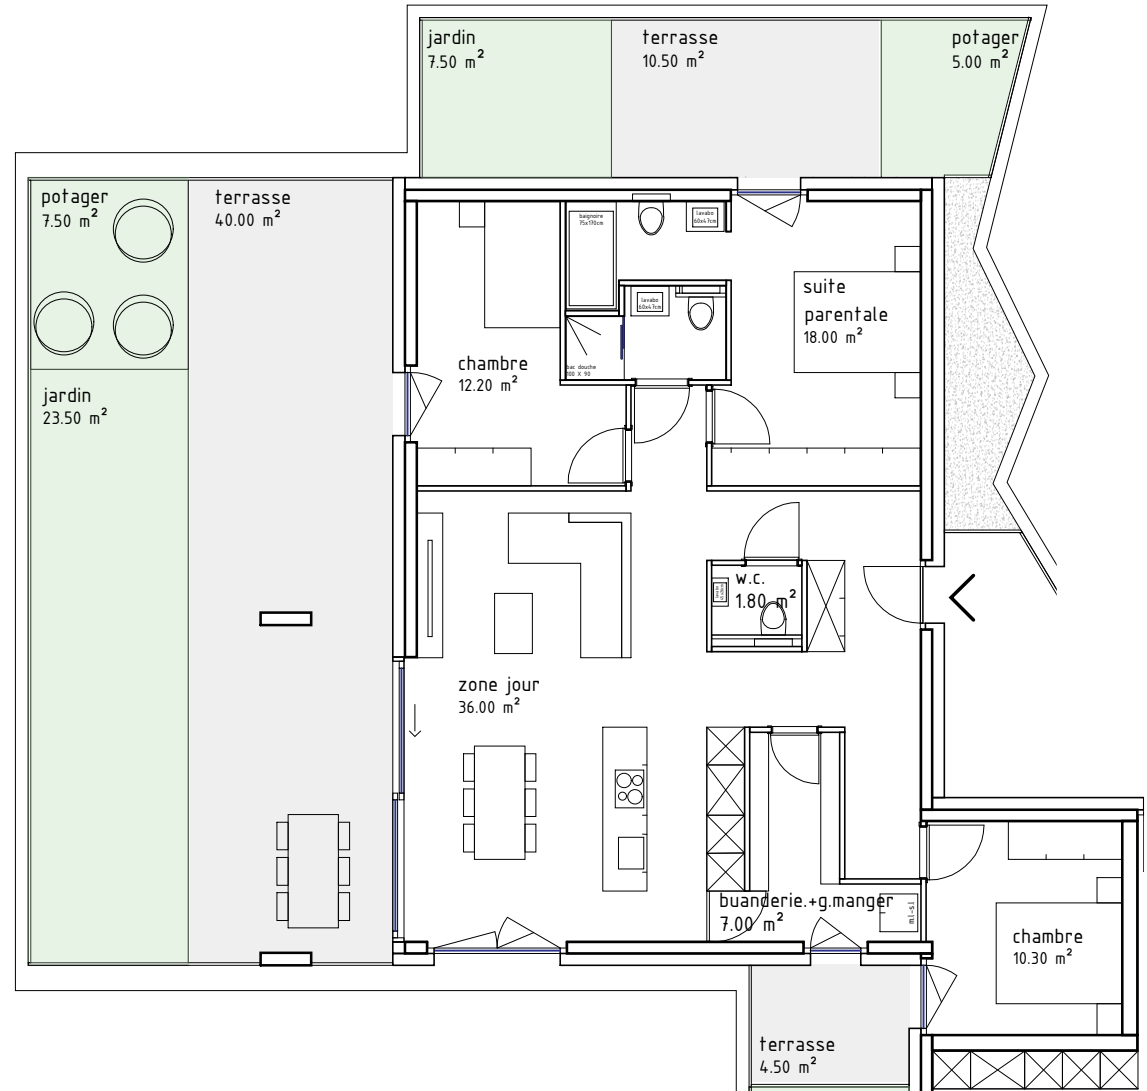 jardin
7.50 m²
terrasse
10.50 m²
potager
5.00 m²
potager
7.50 m²
terrasse
40.00 m²
baignoire
75x170cm
lavabo
60x47cm
suite
parentale
18.00 m²
lavabo
60x47cm
chambre
12.20 m²
bac douche
100 X 90
jardin
23.50 m²
w.c.
1.80 m²
zone jour
36.00 m²
buanderie.+g.manger
7.00 m²
m.l-s.l
chambre
10.30 m²
terrasse
4.50 m²